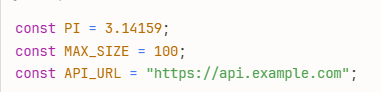 const PI = 3.14159;
const MAX_SIZE = 100;
const API_URL = "https://api.example.com";